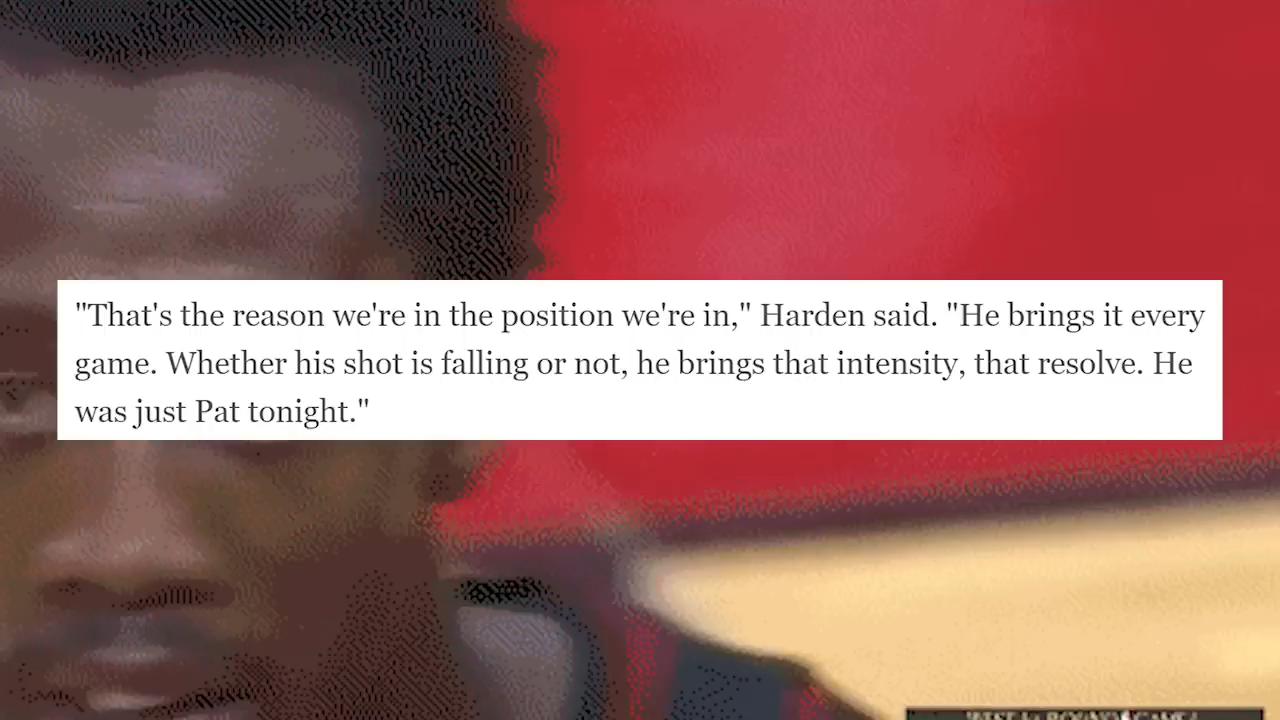 "That's the reason we're in the position we're in," Harden said. "He brings it every
game. Whether his shot is falling or not, he brings that intensity, that resolve. He
was just Pat tonight."